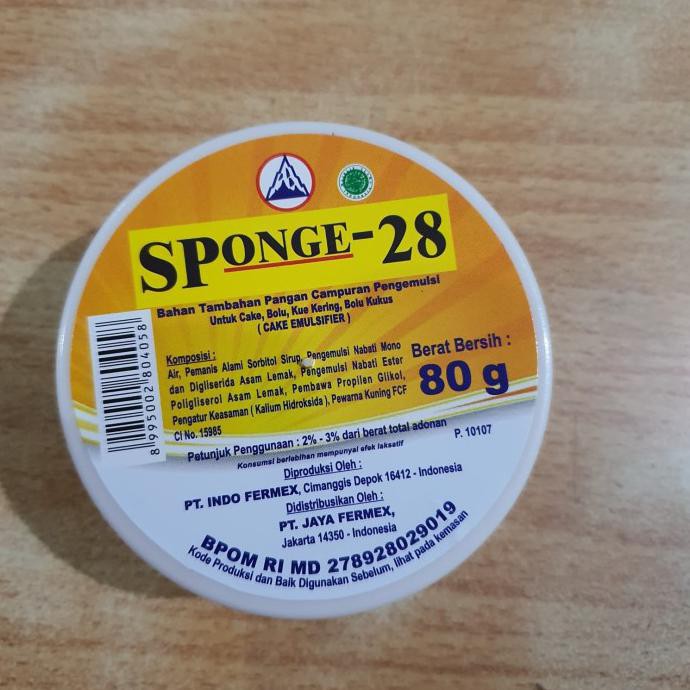 SPONGE-28
Bahan Tambahan Pangan Campuran Pengemulsi
Untuk Cake, Bolu, Kue Kering, Bolu Kukus
( CAKE EMULSIFIER )
Komposisi :
Air, Pemanis Alami Sorbitol Sirup, Pengemulsi Nabati Mono
dan Digliserida Asam Lemak, Pengemulsi Nabati Ester
Poligliserol Asam Lemak, Pembawa Propilen Glikol,
Pengatur Keasaman ( Kalium Hidroksida ), Pewarna Kuning FCF
CI No. 15985
Berat Bersih :
80 g
8 995002 804058
Petunjuk Penggunaan : 2% - 3% dari berat total adonan
P. 10107
Konsumsi berlebihan mempunyai efek laksatif
Diproduksi Oleh :
PT. INDO FERMEX, Cimanggis Depok 16412 - Indonesia
Didistribusikan Oleh :
PT. JAYA FERMEX,
Jakarta 14350 - Indonesia
BPOM RI MD 278928029019
Kode Produksi dan Baik Digunakan Sebelum, lihat pada kemasan